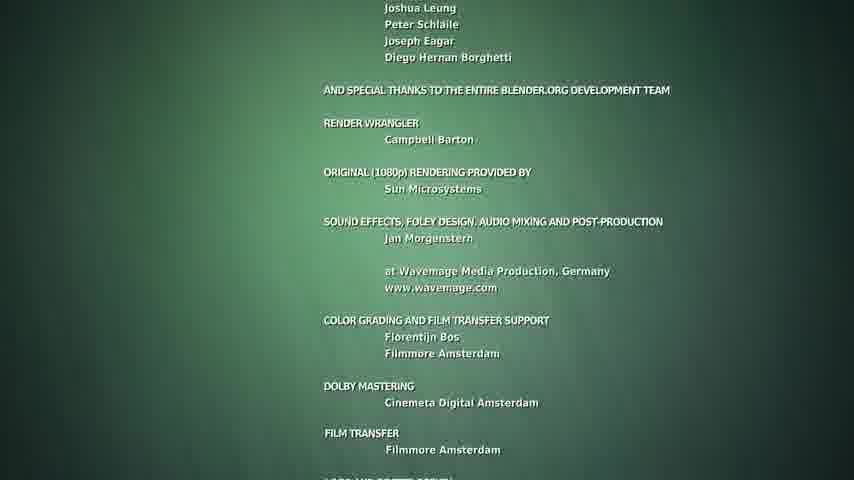 Joshua Leung
Peter Schlaile
Joseph Eagar
Diego Hernan Borghetti
AND SPECIAL THANKS TO THE ENTIRE BLENDER.ORG DEVELOPMENT TEAM
RENDER WRANGLER
Campbell Barton
ORIGINAL (1080p) RENDERING PROVIDED BY
Sun Microsystems
SOUND EFFECTS, FOLEY DESIGN, AUDIO MIXING AND POST-PRODUCTION
Jan Morgenstern
at Wavemage Media Production, Germany
www.wavemage.com
COLOR GRADING AND FILM TRANSFER SUPPORT
Florentijn Bos
Filmmore Amsterdam
DOLBY MASTERING
Cinemeta Digital Amsterdam
FILM TRANSFER
Filmmore Amsterdam